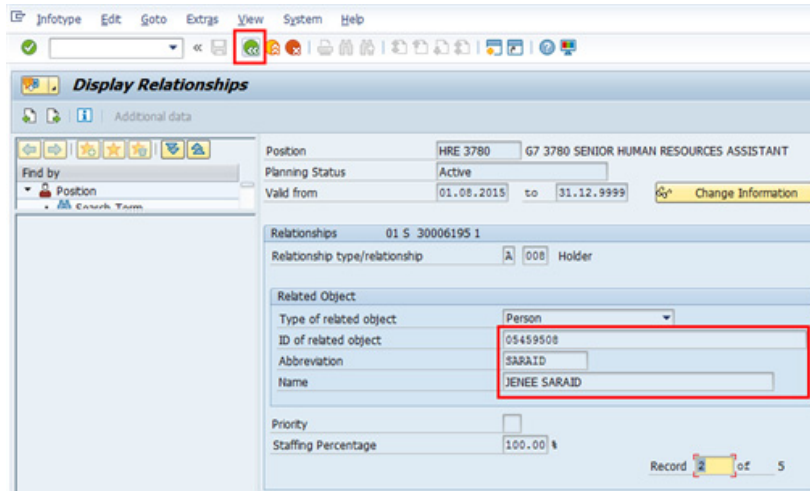 Infotype Edit Goto Extras View System Help
Display Relationships
Additional data
Find by
Position
Search Term
Position HRE 3780 G7 3780 SENIOR HUMAN RESOURCES ASSISTANT
Planning Status Active
Valid from 01.08.2015 to 31.12.9999 Change Information
Relationships 01 S 30006195 1
Relationship type/relationship A 008 Holder
Related Object
Type of related object Person
ID of related object 05459508
Abbreviation SARAID
Name JENEE SARAID
Priority
Staffing Percentage 100.00 %
Record 2 of 5